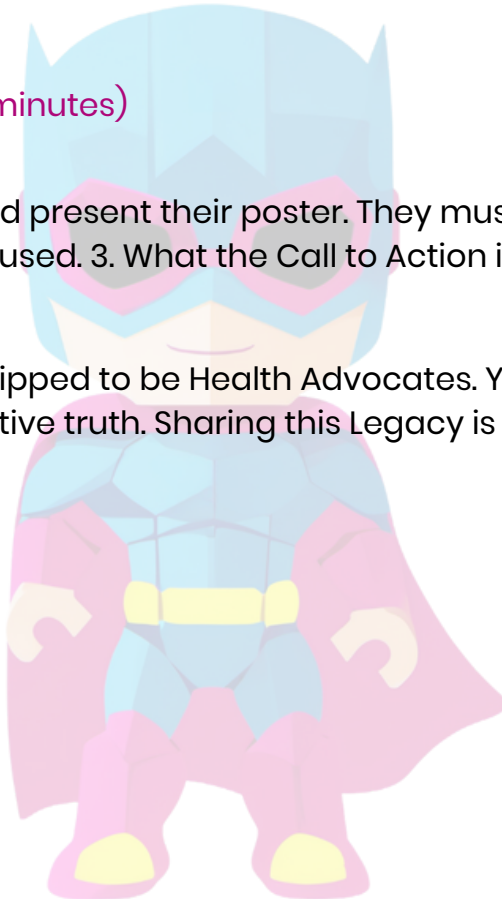 minutes)
d present their poster. They mus
used. 3. What the Call to Action i
ipped to be Health Advocates. Y
tive truth. Sharing this Legacy is